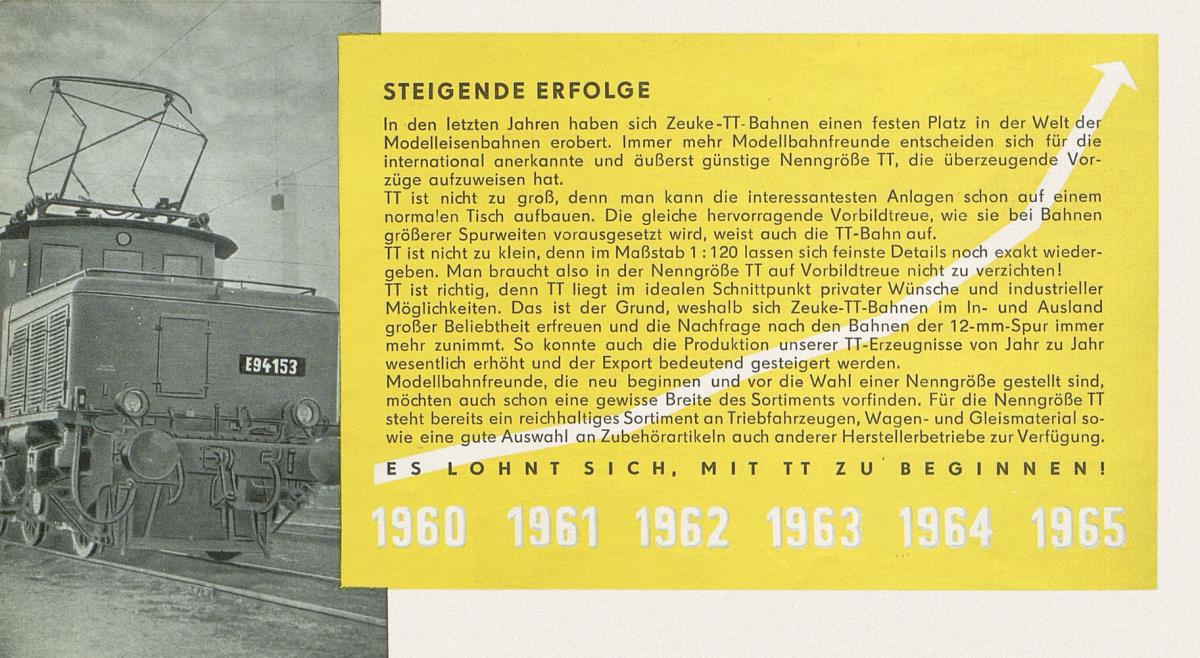 STEIGENDE ERFOLGE
In den letzten Jahren haben sich Zeuke-TT-Bahnen einen festen Platz in der Welt der
Modelleisenbahnen erobert. Immer mehr Modellbahnfreunde entscheiden sich für die
international anerkannte und äußerst günstige Nenngröße TT, die überzeugende Vor-
züge aufzuweisen hat.
TT ist nicht zu groß, denn man kann die interessantesten Anlagen schon auf einem
normalen Tisch aufbauen. Die gleiche hervorragende Vorbildtreue, wie sie bei Bahnen
größerer Spurweiten vorausgesetzt wird, weist auch die TT-Bahn auf.
TT ist nicht zu klein, denn im Maßstab 1 : 120 lassen sich feinste Details noch exakt wieder-
geben. Man braucht also in der Nenngröße TT auf Vorbildtreue nicht zu verzichten!
TT ist richtig, denn TT liegt im idealen Schnittpunkt privater Wünsche und industrieller
Möglichkeiten. Das ist der Grund, weshalb sich Zeuke-TT-Bahnen im In- und Ausland
großer Beliebtheit erfreuen und die Nachfrage nach den Bahnen der 12-mm-Spur immer
mehr zunimmt. So konnte auch die Produktion unserer TT-Erzeugnisse von Jahr zu Jahr
wesentlich erhöht und der Export bedeutend gesteigert werden.
Modellbahnfreunde, die neu beginnen und vor die Wahl einer Nenngröße gestellt sind,
möchten auch schon eine gewisse Breite des Sortiments vorfinden. Für die Nenngröße TT
steht bereits ein reichhaltiges Sortiment an Triebfahrzeugen, Wagen- und Gleismaterial so-
wie eine gute Auswahl an Zubehörartikeln auch anderer Herstellerbetriebe zur Verfügung.
ES LOHNT SICH, MIT TT ZU BEGINNEN!
1960 1961 1962 1963 1964 1965
E94153